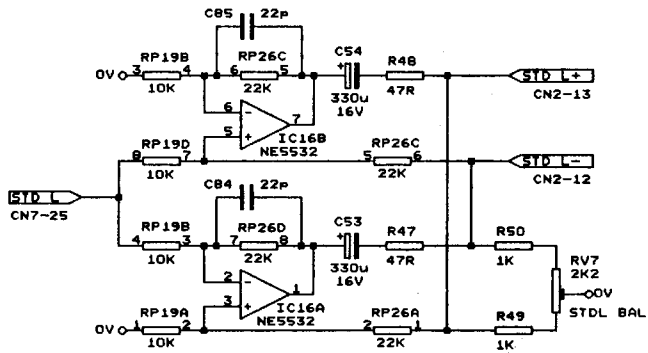 C85 22p
RP19B RP26C C54 R48
0V 3 4 6 5 + STD L+
10K 22K 330u 47R CN2-13
16V
6 -
7
5 + IC16B
RP19D NE5532 RP26C STD L-
8 7 5 6
10K C84 22p 22K CN2-12
STD L
CN7-25
RP19B RP26D C53 R47 R50
4 3 7 8 +
10K 22K 330u 47R 1K RV7
16V 2K2
2 -
1 0V
3 + IC16A STDL BAL
RP19A NE5532 RP26A R49
0V 1 2 2 1
10K 22K 1K